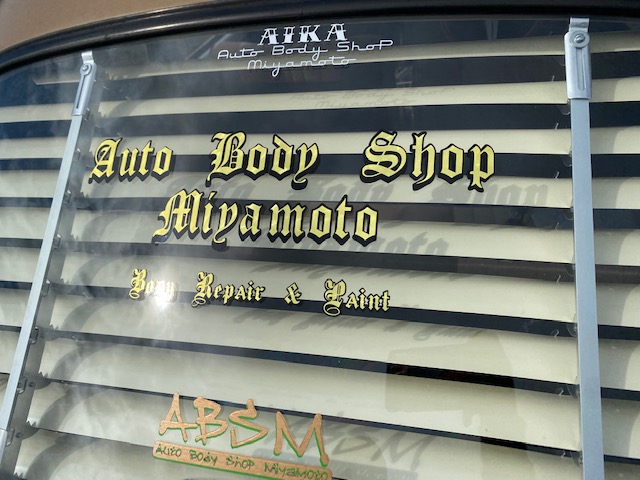 AIKA
Auto Body Shop
Miyamoto
Auto Body Shop
Miyamoto
Body Repair & Paint
ABSM
AUTO BODY SHOP MIYAMOTO